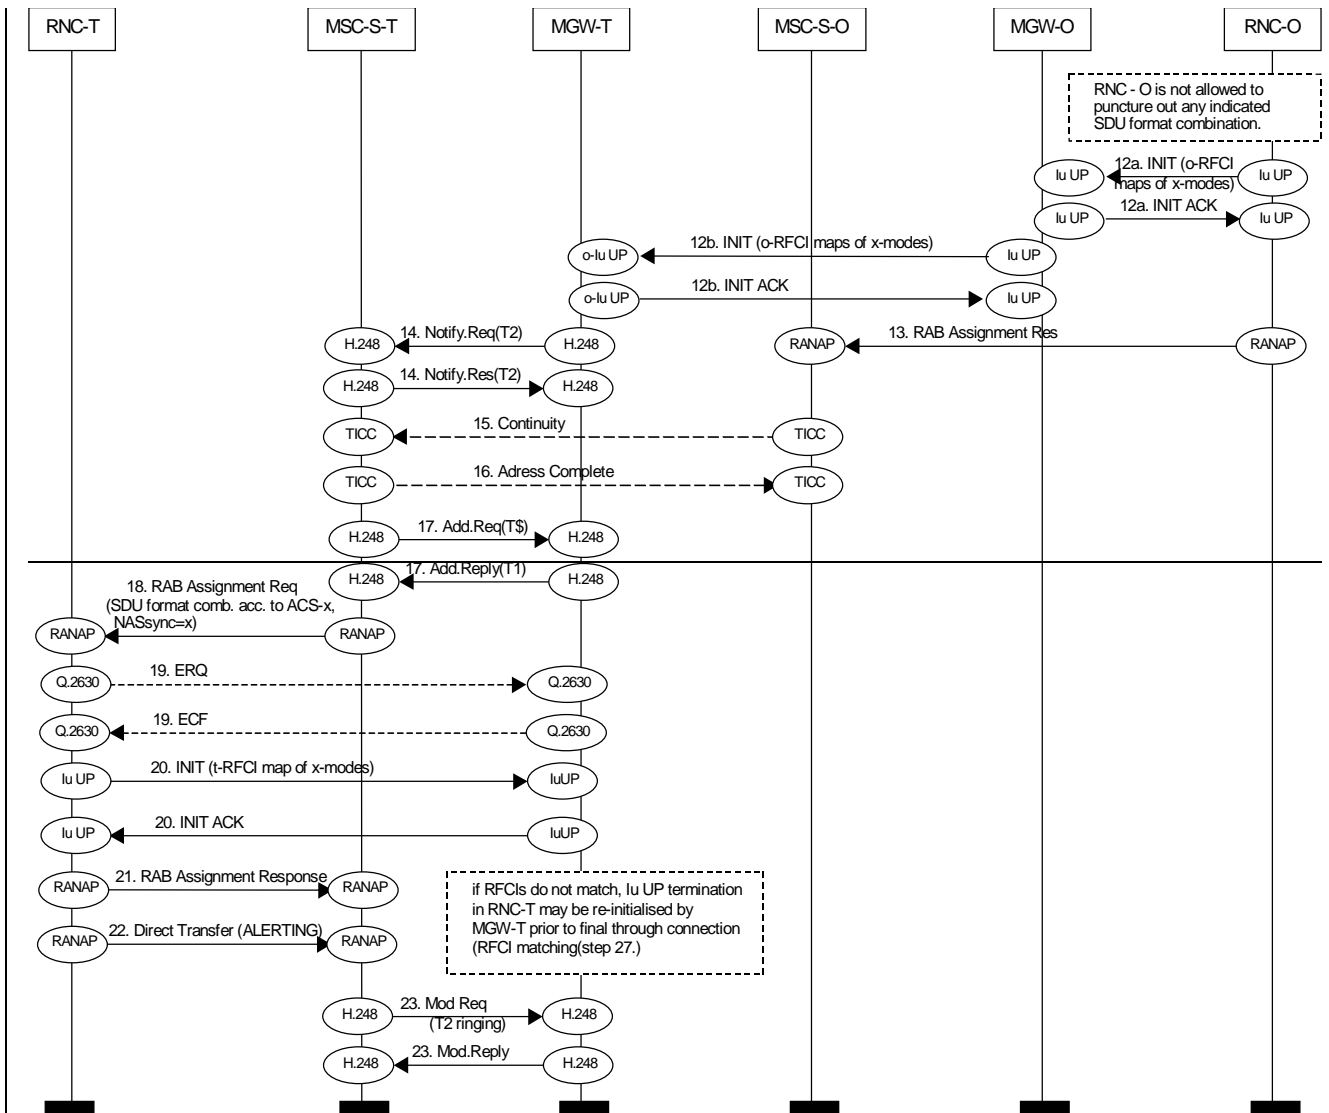 RNC-T
MSC-S-T
MGW-T
MSC-S-O
MGW-O
RNC-O
RNC - O is not allowed to
puncture out any indicated
SDU format combination.
Iu UP
12a. INIT (o-RFCI
maps of x-modes)
Iu UP
Iu UP
12a. INIT ACK
Iu UP
o-Iu UP
12b. INIT (o-RFCI maps of x-modes)
Iu UP
o-Iu UP
12b. INIT ACK
Iu UP
H.248
14. Notify.Req(T2)
H.248
RANAP
13. RAB Assignment Res
RANAP
H.248
14. Notify.Res(T2)
H.248
TICC
15. Continuity
TICC
TICC
16. Adress Complete
TICC
H.248
17. Add.Req(T$)
H.248
H.248
17. Add.Reply(T1)
H.248
18. RAB Assignment Req
(SDU format comb. acc. to ACS-x,
NASsync=x)
RANAP
RANAP
Q.2630
19. ERQ
Q.2630
Q.2630
19. ECF
Q.2630
Iu UP
20. INIT (t-RFCI map of x-modes)
IuUP
Iu UP
20. INIT ACK
IuUP
RANAP
21. RAB Assignment Response
RANAP
if RFCIs do not match, Iu UP termination
in RNC-T may be re-initialised by
MGW-T prior to final through connection
(RFCI matching(step 27.)
RANAP
22. Direct Transfer (ALERTING)
RANAP
H.248
23. Mod Req
(T2 ringing)
H.248
H.248
23. Mod.Reply
H.248